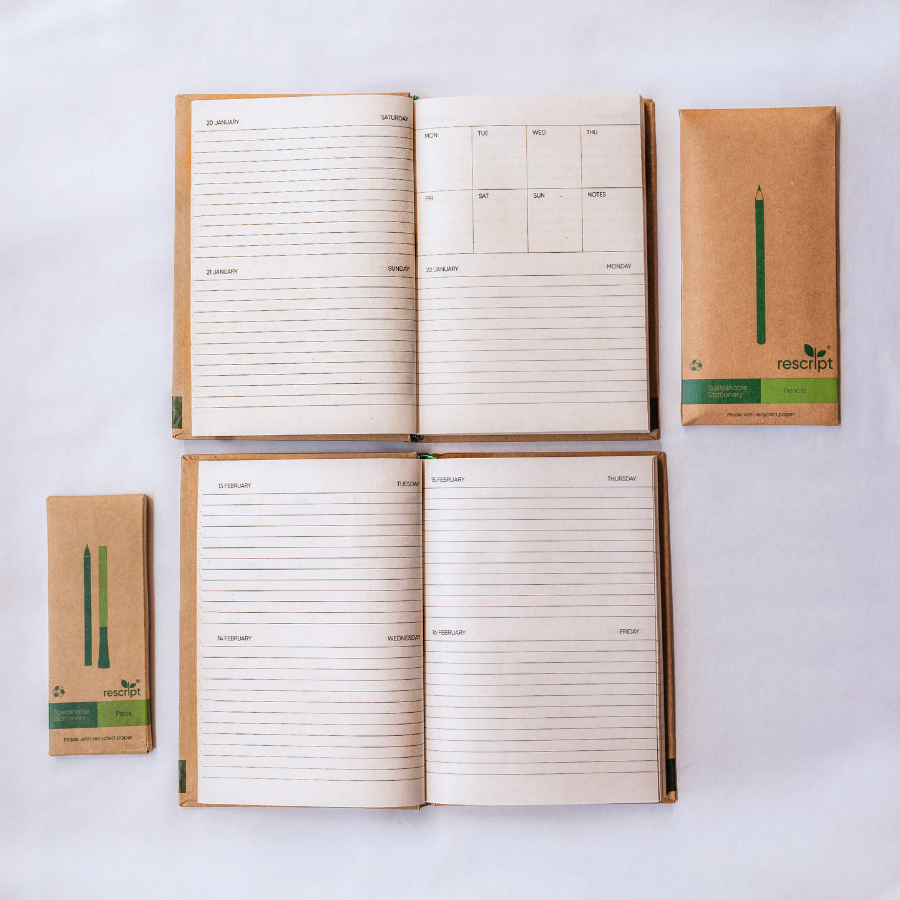 20 JANUARY SATURDAY
21 JANUARY SUNDAY
MON TUE WED THU
FRI SAT SUN NOTES
22 JANUARY MONDAY
rescript®
Sustainable Stationery Pencils
Made with recycled paper
13 FEBRUARY TUESDAY
14 FEBRUARY WEDNESDAY
15 FEBRUARY THURSDAY
16 FEBRUARY FRIDAY
rescript®
Sustainable Stationery Pens
Made with recycled paper